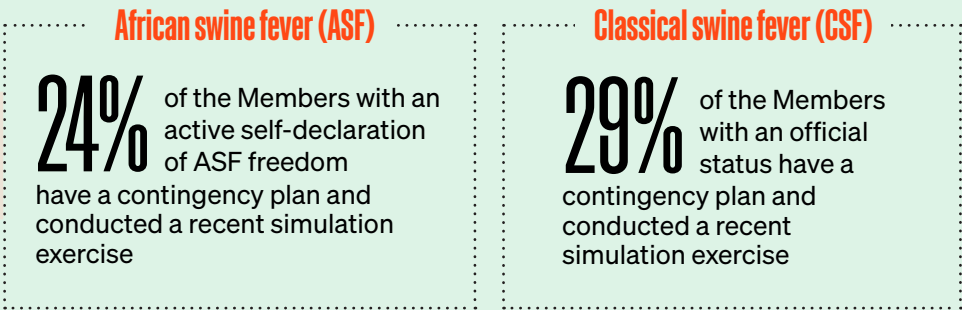 African swine fever (ASF)
24% of the Members with an
active self-declaration
of ASF freedom
have a contingency plan and
conducted a recent simulation
exercise
Classical swine fever (CSF)
29% of the Members
with an official
status have a
contingency plan and
conducted a recent
simulation exercise